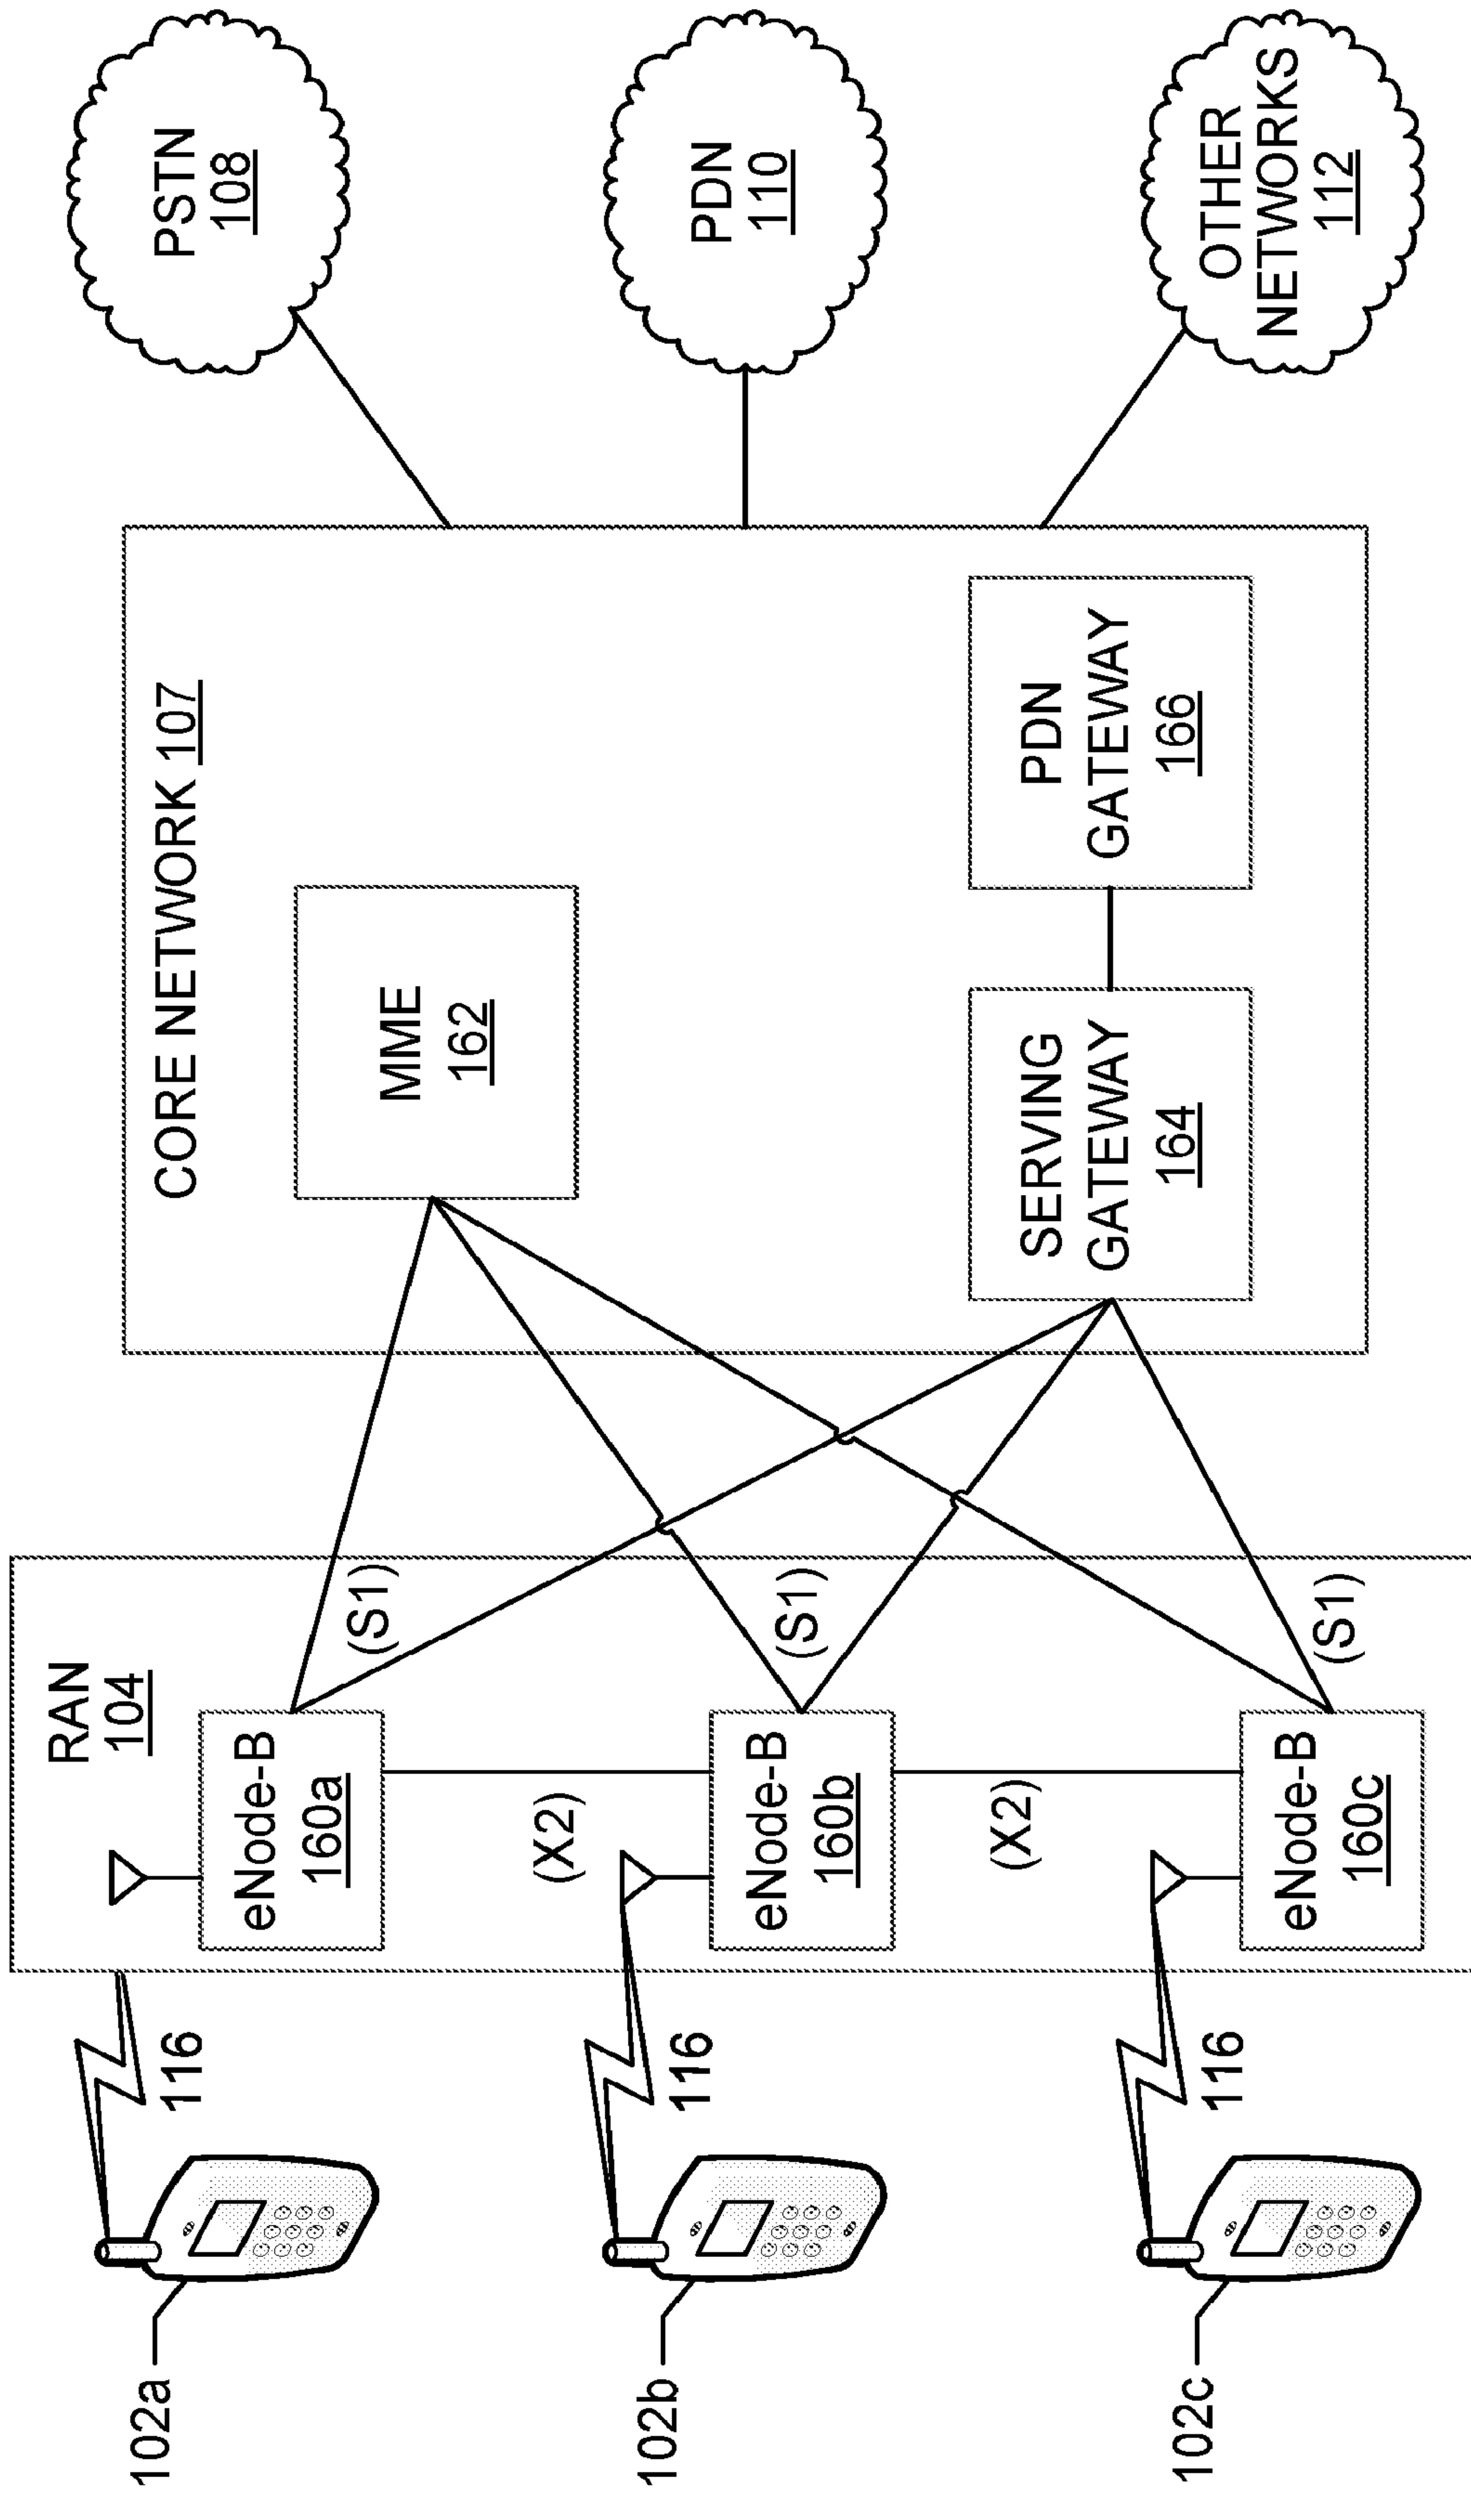 RAN
104
CORE NETWORK 107
PSTN
108
102a
116
eNode-B
160a
(S1)
MME
162
(X2)
PDN
110
102b
116
eNode-B
160b
(S1)
(X2)
SERVING
GATEWAY
164
PDN
GATEWAY
166
102c
116
eNode-B
160c
(S1)
OTHER
NETWORKS
112